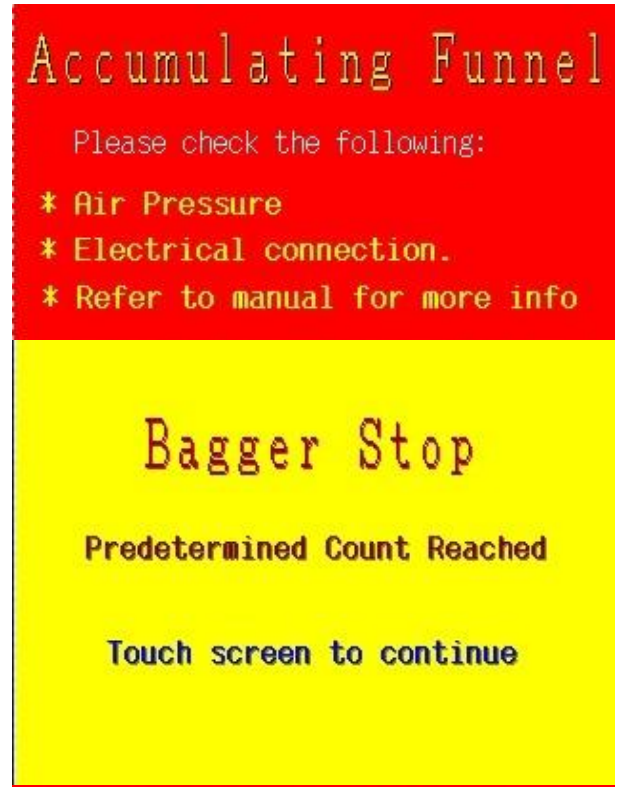 Accumulating Funnel
Please check the following:
* Air Pressure
* Electrical connection.
* Refer to manual for more info
Bagger Stop
Predetermined Count Reached
Touch screen to continue